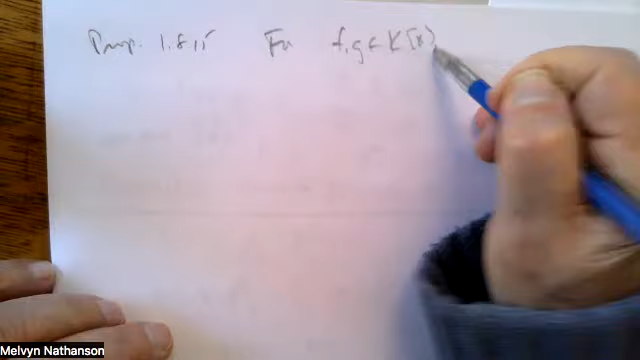 Prop. 1.8.15 For f, g ∈ K[x]
Melvyn Nathanson